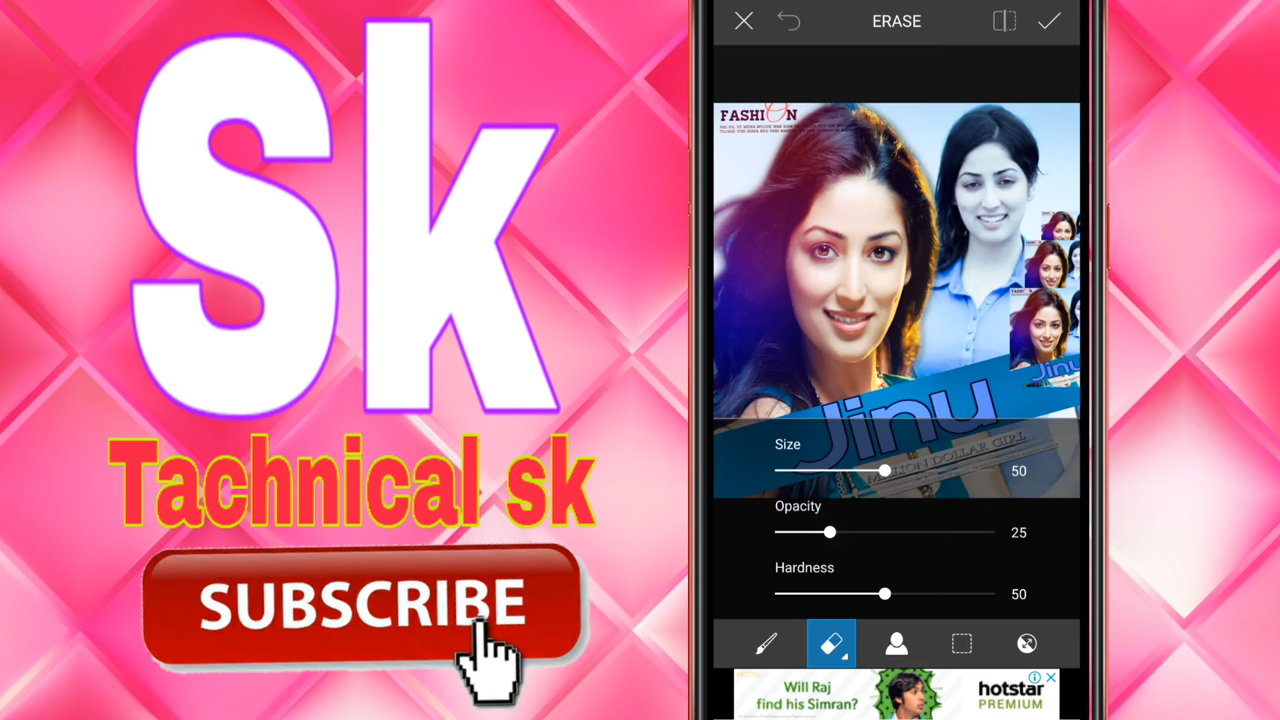 Sk
Tachnical sk
SUBSCRIBE
ERASE
FASHION
Jinu
Jinu
MILLION DOLLAR GIRL
FASHION
Size
50
Opacity
25
Hardness
50
Will Raj
find his Simran?
hotstar
PREMIUM